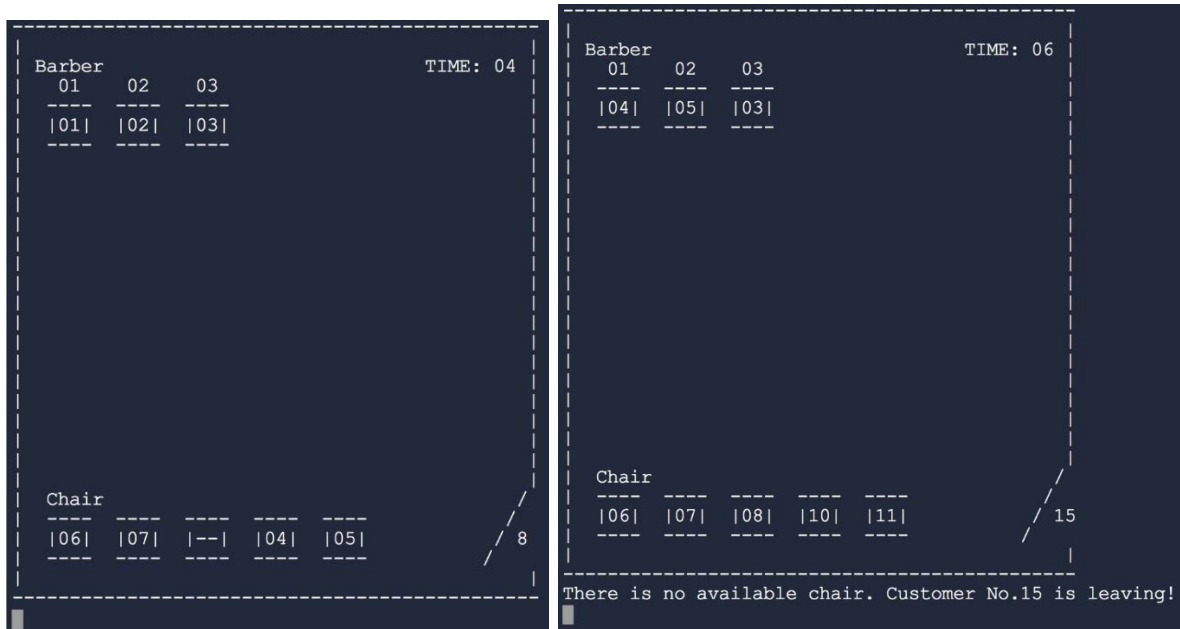 Barber TIME: 04
01 02 03
|01| |02| |03|
Chair
|06| |07| |--| |04| |05| / 8
Barber TIME: 06
01 02 03
|04| |05| |03|
Chair
|06| |07| |08| |10| |11| / 15
There is no available chair. Customer No.15 is leaving!